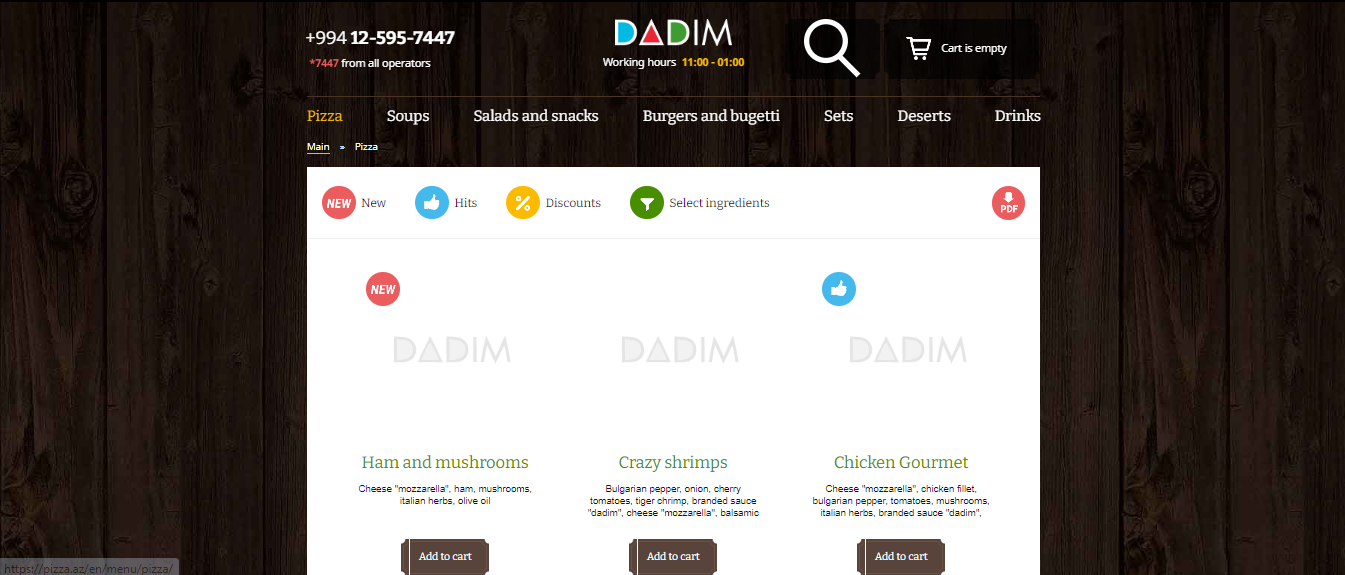 +994 12-595-7447
*7447 from all operators
DADIM
Working hours 11:00 - 01:00
Cart is empty
Pizza Soups Salads and snacks Burgers and bugetti Sets Deserts Drinks
Main » Pizza
NEW New Hits % Discounts Select ingredients PDF
NEW
DADIM DADIM DADIM
Ham and mushrooms
Cheese "mozzarella", ham, mushrooms,
italian herbs, olive oil
Add to cart
Crazy shrimps
Bulgarian pepper, onion, cherry
tomatoes, tiger chrimp, branded sauce
"dadim", cheese "mozzarella", balsamic
Add to cart
Chicken Gourmet
Cheese "mozzarella", chicken fillet,
bulgarian pepper, tomatoes, mushrooms,
italian herbs, branded sauce "dadim",
Add to cart
https://pizza.az/en/menu/pizza/